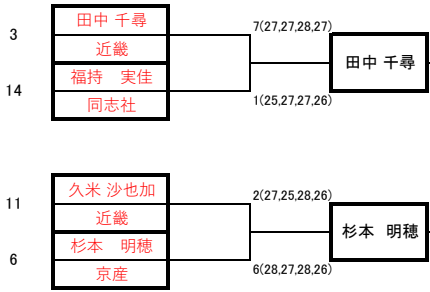 3
田中 千尋
近畿
14
福持　実佳
同志社
7(27,27,28,27)
1(25,27,27,26)
田中 千尋
11
久米 沙也加
近畿
6
杉本　明穂
京産
2(27,25,28,26)
6(28,27,28,26)
杉本　明穂